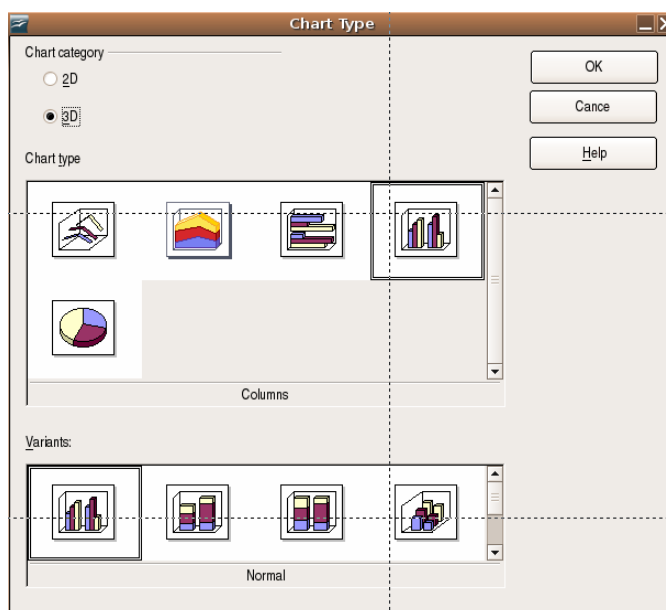 Chart Type
Chart category
2D
3D
OK
Cance
Help
Chart type
Columns
Variants:
Normal